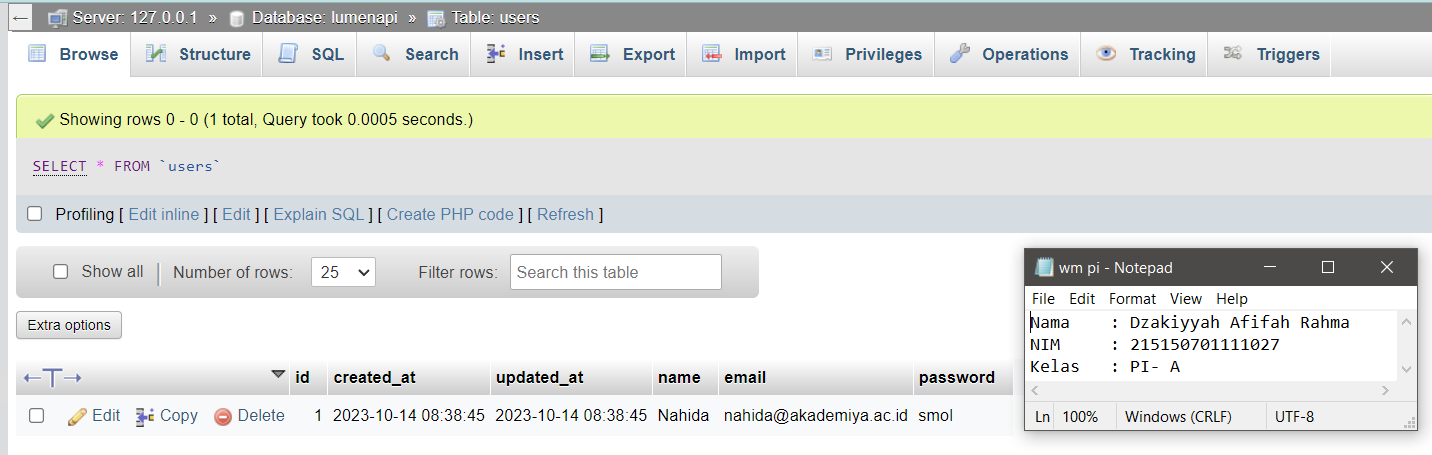 Server: 127.0.0.1 » Database: lumenapi » Table: users
Browse Structure SQL Search Insert Export Import Privileges Operations Tracking Triggers
Showing rows 0 - 0 (1 total, Query took 0.0005 seconds.)
SELECT * FROM `users`
Profiling [ Edit inline ] [ Edit ] [ Explain SQL ] [ Create PHP code ] [ Refresh ]
Show all Number of rows: 25 Filter rows: Search this table
Extra options
id created_at updated_at name email password
Edit Copy Delete 1 2023-10-14 08:38:45 2023-10-14 08:38:45 Nahida nahida@akademiya.ac.id smol
wm pi - Notepad
File Edit Format View Help
Nama : Dzakiyyah Afifah Rahma
NIM : 215150701111027
Kelas : PI- A
Ln 100% Windows (CRLF) UTF-8